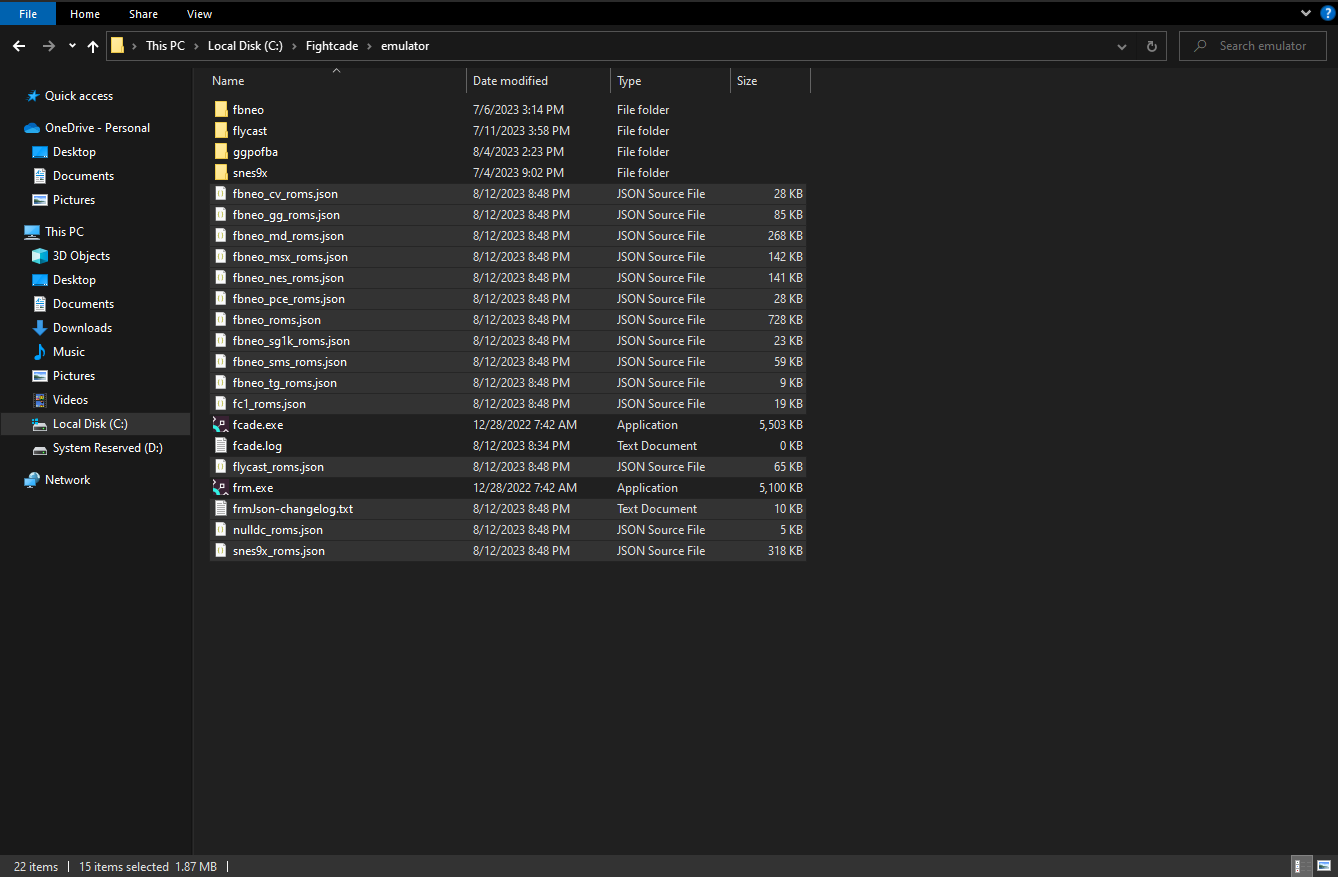 File Home Share View
This PC Local Disk (C:) Fightcade emulator Search emulator
Name Date modified Type Size
Quick access
OneDrive - Personal
Desktop
Documents
Pictures
This PC
3D Objects
Desktop
Documents
Downloads
Music
Pictures
Videos
Local Disk (C:)
System Reserved (D:)
Network
fbneo 7/6/2023 3:14 PM File folder
flycast 7/11/2023 3:58 PM File folder
ggpofba 8/4/2023 2:23 PM File folder
snes9x 7/4/2023 9:02 PM File folder
fbneo_cv_roms.json 8/12/2023 8:48 PM JSON Source File 28 KB
fbneo_gg_roms.json 8/12/2023 8:48 PM JSON Source File 85 KB
fbneo_md_roms.json 8/12/2023 8:48 PM JSON Source File 268 KB
fbneo_msx_roms.json 8/12/2023 8:48 PM JSON Source File 142 KB
fbneo_nes_roms.json 8/12/2023 8:48 PM JSON Source File 141 KB
fbneo_pce_roms.json 8/12/2023 8:48 PM JSON Source File 28 KB
fbneo_roms.json 8/12/2023 8:48 PM JSON Source File 728 KB
fbneo_sg1k_roms.json 8/12/2023 8:48 PM JSON Source File 23 KB
fbneo_sms_roms.json 8/12/2023 8:48 PM JSON Source File 59 KB
fbneo_tg_roms.json 8/12/2023 8:48 PM JSON Source File 9 KB
fc1_roms.json 8/12/2023 8:48 PM JSON Source File 19 KB
fcade.exe 12/28/2022 7:42 AM Application 5,503 KB
fcade.log 8/12/2023 8:34 PM Text Document 0 KB
flycast_roms.json 8/12/2023 8:48 PM JSON Source File 65 KB
frm.exe 12/28/2022 7:42 AM Application 5,100 KB
frmJson-changelog.txt 8/12/2023 8:48 PM Text Document 10 KB
nulldc_roms.json 8/12/2023 8:48 PM JSON Source File 5 KB
snes9x_roms.json 8/12/2023 8:48 PM JSON Source File 318 KB
22 items 15 items selected 1.87 MB